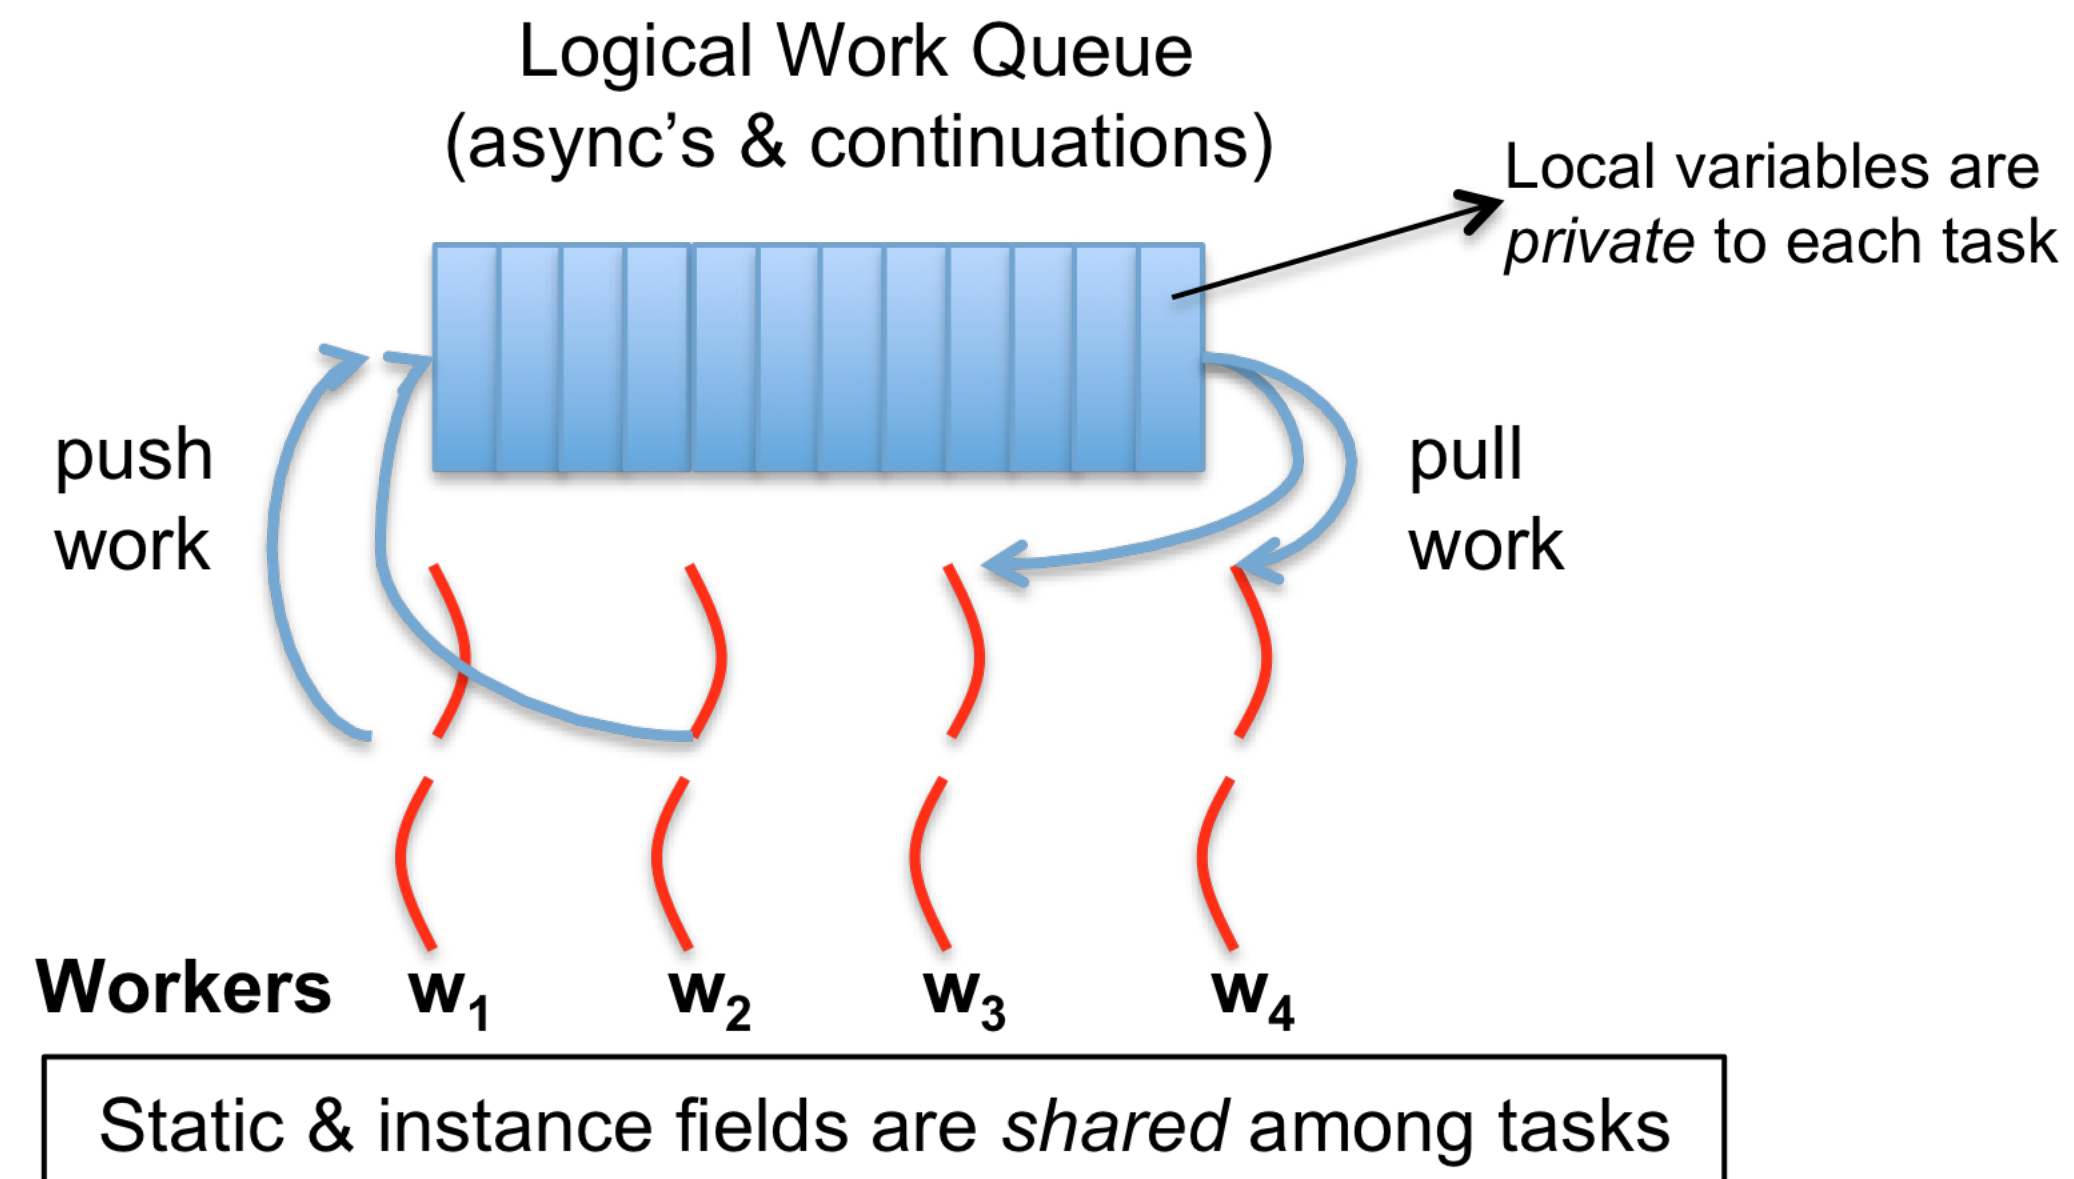 Logical Work Queue
(async’s & continuations)
Local variables are
private to each task
push
work
pull
work
Workers w₁ w₂ w₃ w₄
Static & instance fields are shared among tasks